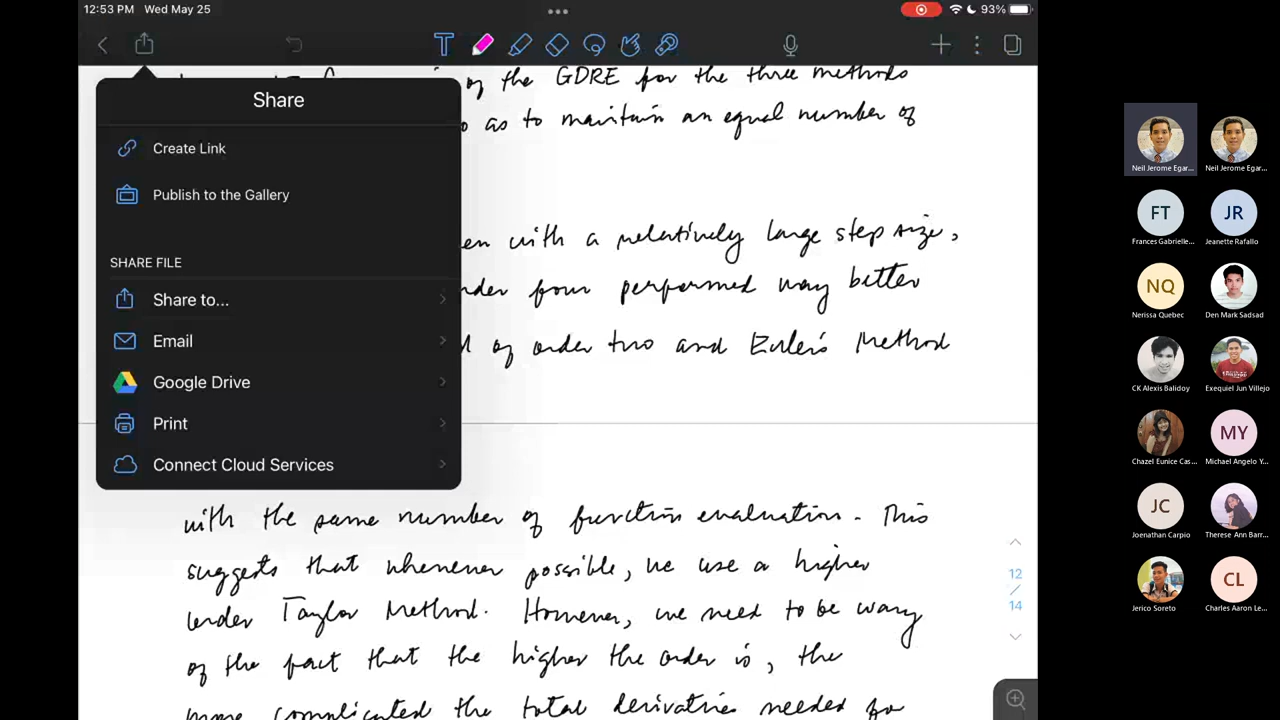 12:53 PM Wed May 25
93%
of the GDRE for the three methods
Share
o as to maintain an equal number of
Create Link
Publish to the Gallery
en with a relatively large step size,
SHARE FILE
Share to...
nder four performed way better
Email
d of order two and Euler's Method
Google Drive
Print
Connect Cloud Services
with the same number of function evaluation. This
suggests that whenever possible, we use a higher
order Taylor Method. However, we need to be wary
of the fact that the higher the order is, the
more complicated the total derivatives needed for
12
/
14
Neil Jerome Egar...
Neil Jerome Egar...
FT
JR
Frances Gabrielle...
Jeanette Rafallo
NQ
Nerissa Quebec
Den Mark Sadsad
CK Alexis Balidoy
Exequiel Jun Villejo
MY
Chazel Eunice Cas...
Michael Angelo Y...
JC
Joenathan Carpio
Therese Ann Barr...
CL
Jerico Soreto
Charles Aaron Le...